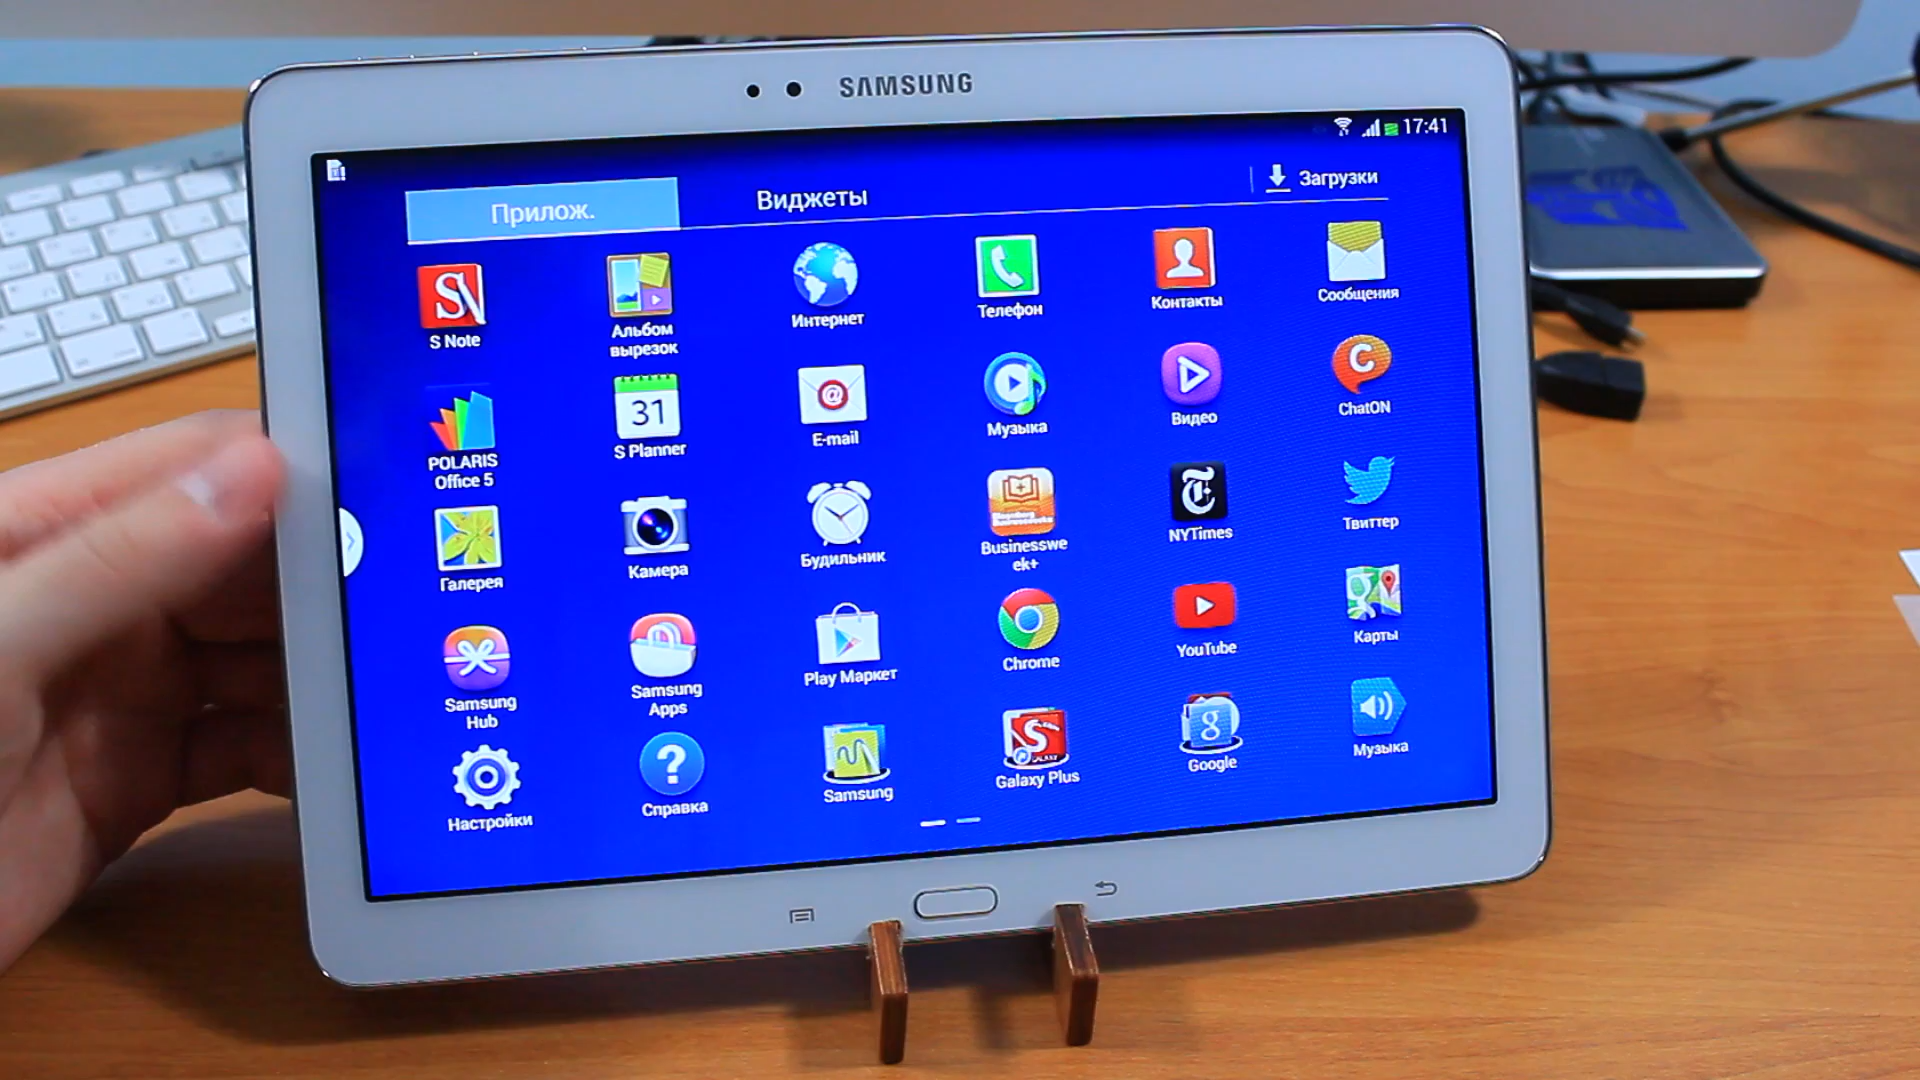 SAMSUNG
17:41
Прилож.
Виджеты
Загрузки
S Note
Альбом
вырезок
Интернет
Телефон
Контакты
Сообщения
POLARIS
Office 5
31
S Planner
@
E-mail
Музыка
Видео
C
ChatON
Галерея
Камера
Будильник
Businesswe
ek+
NYTimes
Твиттер
Samsung
Hub
Samsung
Apps
Play Маркет
Chrome
YouTube
g
Карты
Настройки
?
Справка
Samsung
S
Galaxy Plus
g
Google
Музыка